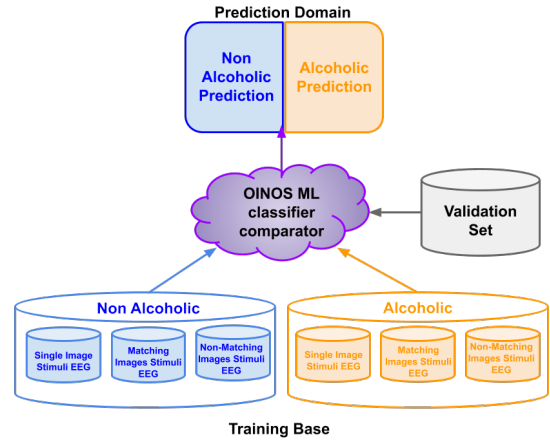 Prediction Domain
Non
Alcoholic
Prediction
Alcoholic
Prediction
OINOS ML
classifier
comparator
Validation
Set
Non Alcoholic
Single Image
Stimuli EEG
Matching
Images Stimuli
EEG
Non-Matching
Images Stimuli
EEG
Alcoholic
Single Image
Stimuli EEG
Matching
Images Stimuli
EEG
Non-Matching
Images Stimuli
EEG
Training Base